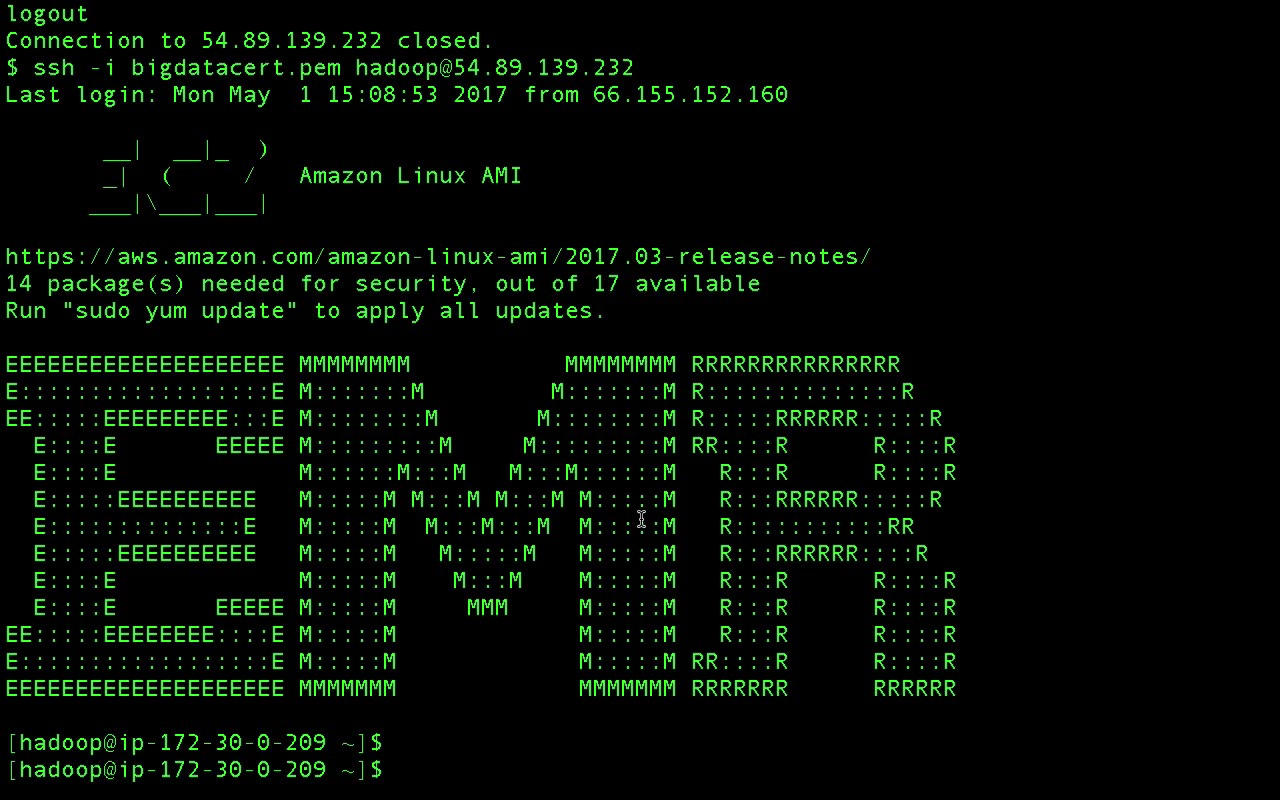 logout
Connection to 54.89.139.232 closed.
$ ssh -i bigdatacert.pem hadoop@54.89.139.232
Last login: Mon May  1 15:08:53 2017 from 66.155.152.160

       __|  __|_  )
       _|  (     /   Amazon Linux AMI
      ___|\___|___|

https://aws.amazon.com/amazon-linux-ami/2017.03-release-notes/
14 package(s) needed for security, out of 17 available
Run "sudo yum update" to apply all updates.

EEEEEEEEEEEEEEEEEEEE MMMMMMMM           MMMMMMMM RRRRRRRRRRRRRRR
E::::::::::::::::::E M:::::::M         M:::::::M R::::::::::::::R
EE:::::EEEEEEEEE:::E M::::::::M       M::::::::M R:::::RRRRRR:::::R
  E::::E       EEEEE M:::::::::M     M:::::::::M RR::::R      R::::R
  E::::E             M::::::M:::M   M:::M::::::M   R:::R      R::::R
  E:::::EEEEEEEEEE   M:::::M M:::M M:::M M:::::M   R:::RRRRRR:::::R
  E::::::::::::::E   M:::::M  M:::M:::M  M:::::M   R:::::::::::RR
  E:::::EEEEEEEEEE   M:::::M   M:::::M   M:::::M   R:::RRRRRR::::R
  E::::E             M:::::M    M:::M    M:::::M   R:::R      R::::R
  E::::E       EEEEE M:::::M     MMM     M:::::M   R:::R      R::::R
EE:::::EEEEEEEE::::E M:::::M             M:::::M   R:::R      R::::R
E::::::::::::::::::E M:::::M             M:::::M RR::::R      R::::R
EEEEEEEEEEEEEEEEEEEE MMMMMMM             MMMMMMM RRRRRRR      RRRRRR

[hadoop@ip-172-30-0-209 ~]$
[hadoop@ip-172-30-0-209 ~]$